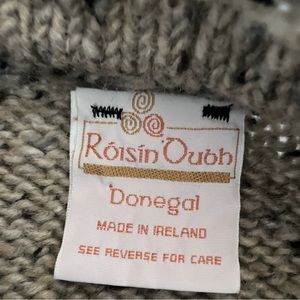 Róisín Dubh
Donegal
MADE IN IRELAND
SEE REVERSE FOR CARE